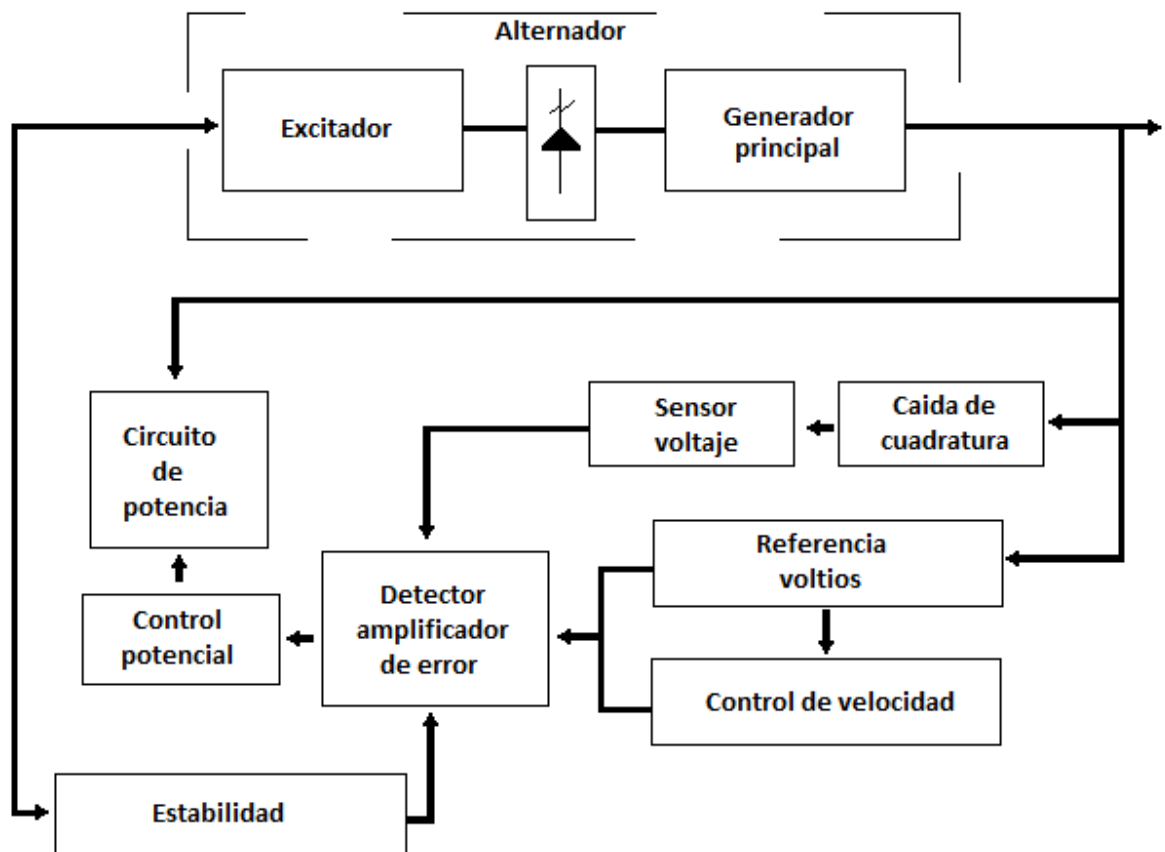 Alternador
Excitador
Generador
principal
Circuito
de
potencia
Sensor
voltaje
Caida de
cuadratura
Referencia
voltios
Detector
amplificador
de error
Control
potencial
Control de velocidad
Estabilidad